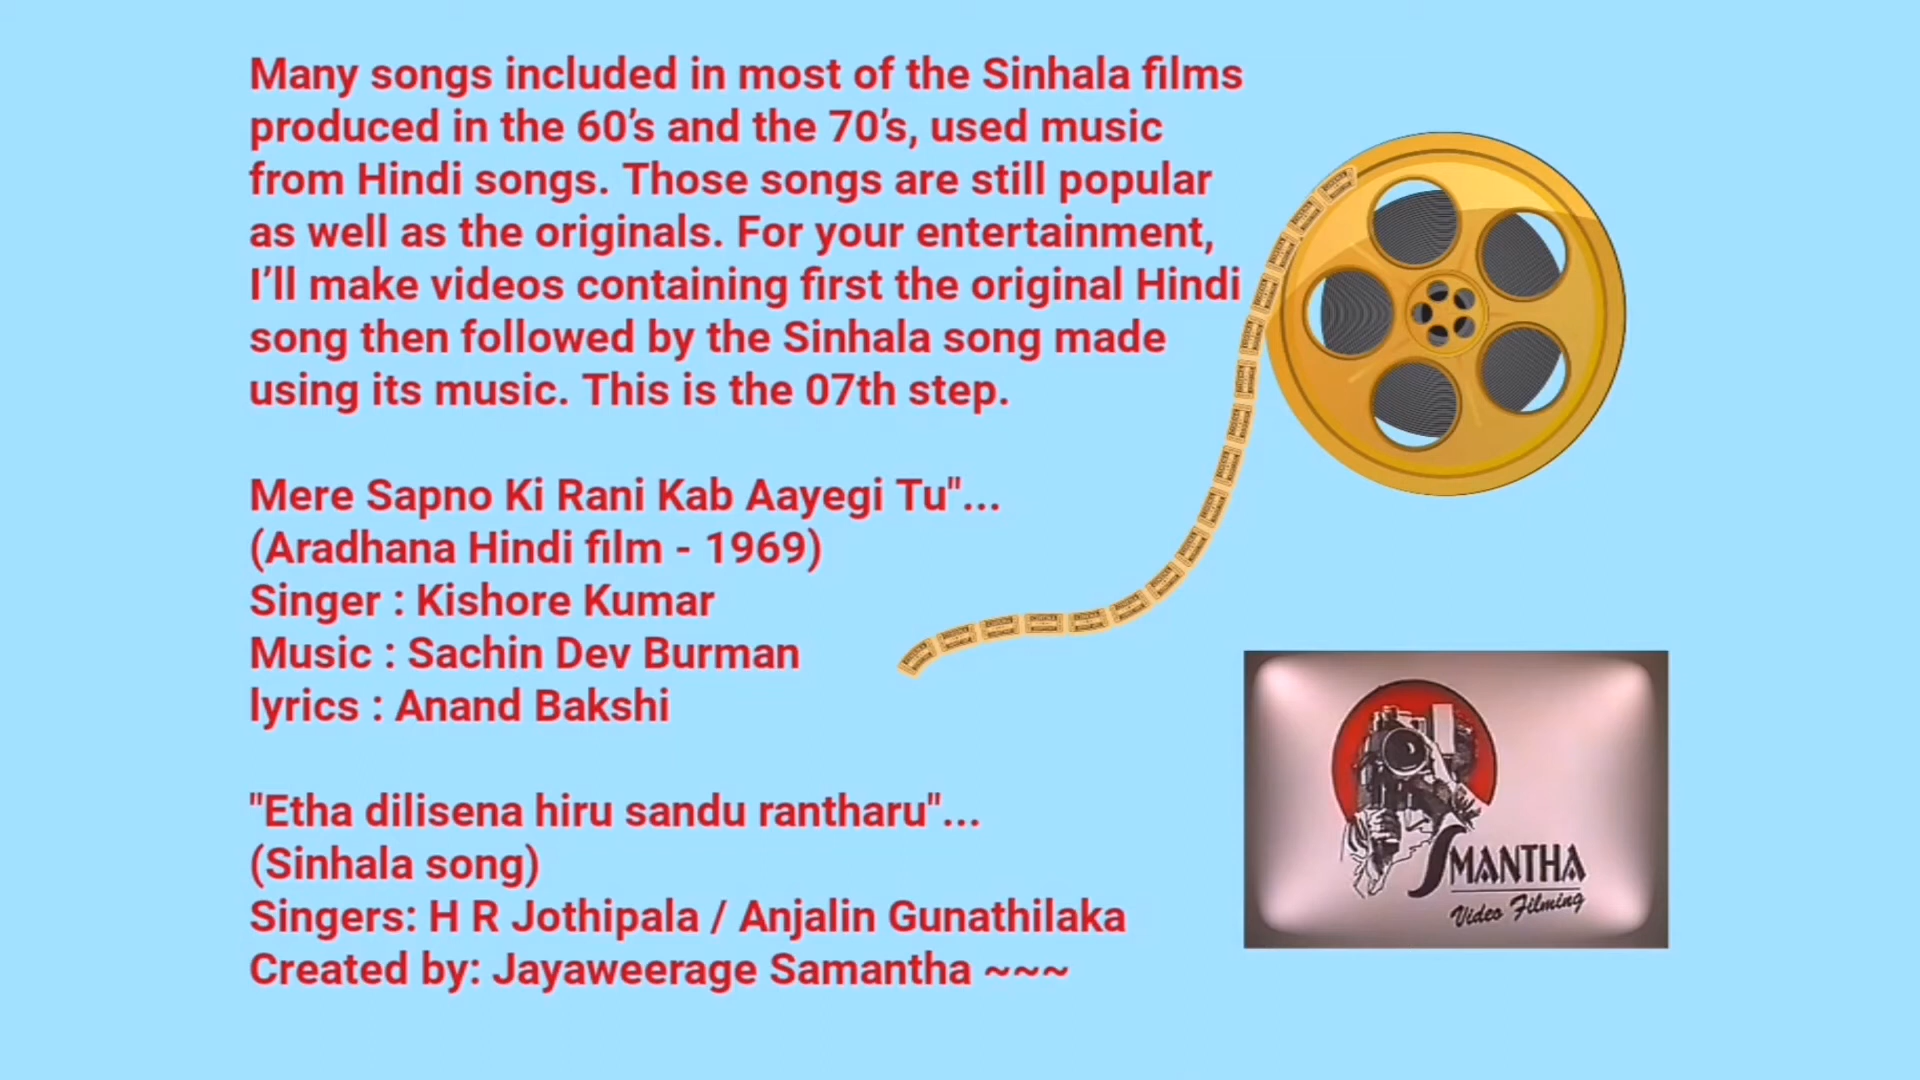 Many songs included in most of the Sinhala films
produced in the 60’s and the 70’s, used music
from Hindi songs. Those songs are still popular
as well as the originals. For your entertainment,
I’ll make videos containing first the original Hindi
song then followed by the Sinhala song made
using its music. This is the 07th step.
Mere Sapno Ki Rani Kab Aayegi Tu"...
(Aradhana Hindi film - 1969)
Singer : Kishore Kumar
Music : Sachin Dev Burman
lyrics : Anand Bakshi
"Etha dilisena hiru sandu rantharu"...
(Sinhala song)
Singers: H R Jothipala / Anjalin Gunathilaka
Created by: Jayaweerage Samantha ~~~
SMANTHA
Video Filming